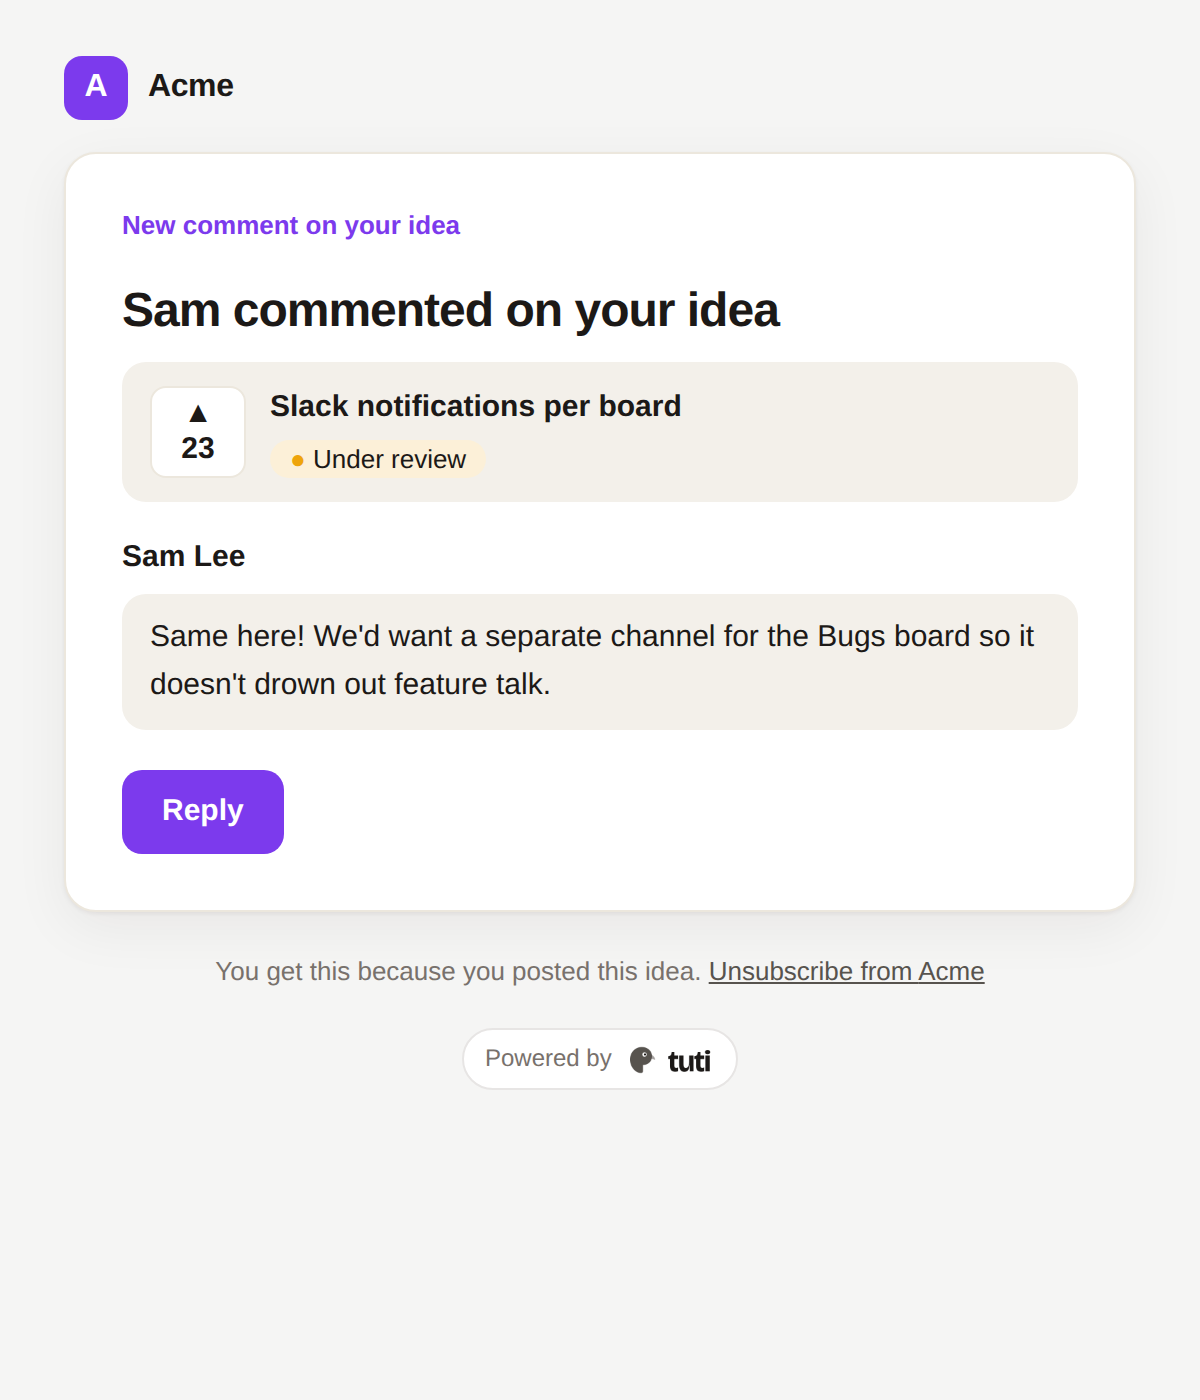 A Acme
New comment on your idea
Sam commented on your idea
▲
23
Slack notifications per board
Under review
Sam Lee
Same here! We'd want a separate channel for the Bugs board so it
doesn't drown out feature talk.
Reply
You get this because you posted this idea. Unsubscribe from Acme
Powered by tuti